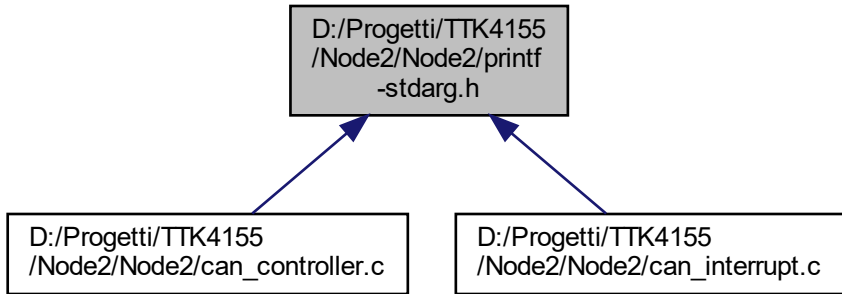 D:/Progetti/TTK4155
/Node2/Node2/printf
-stdarg.h
D:/Progetti/TTK4155
/Node2/Node2/can_controller.c
D:/Progetti/TTK4155
/Node2/Node2/can_interrupt.c